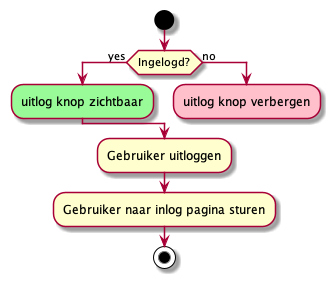 Ingelogd?
yes
no
uitlog knop zichtbaar
uitlog knop verbergen
Gebruiker uitloggen
Gebruiker naar inlog pagina sturen